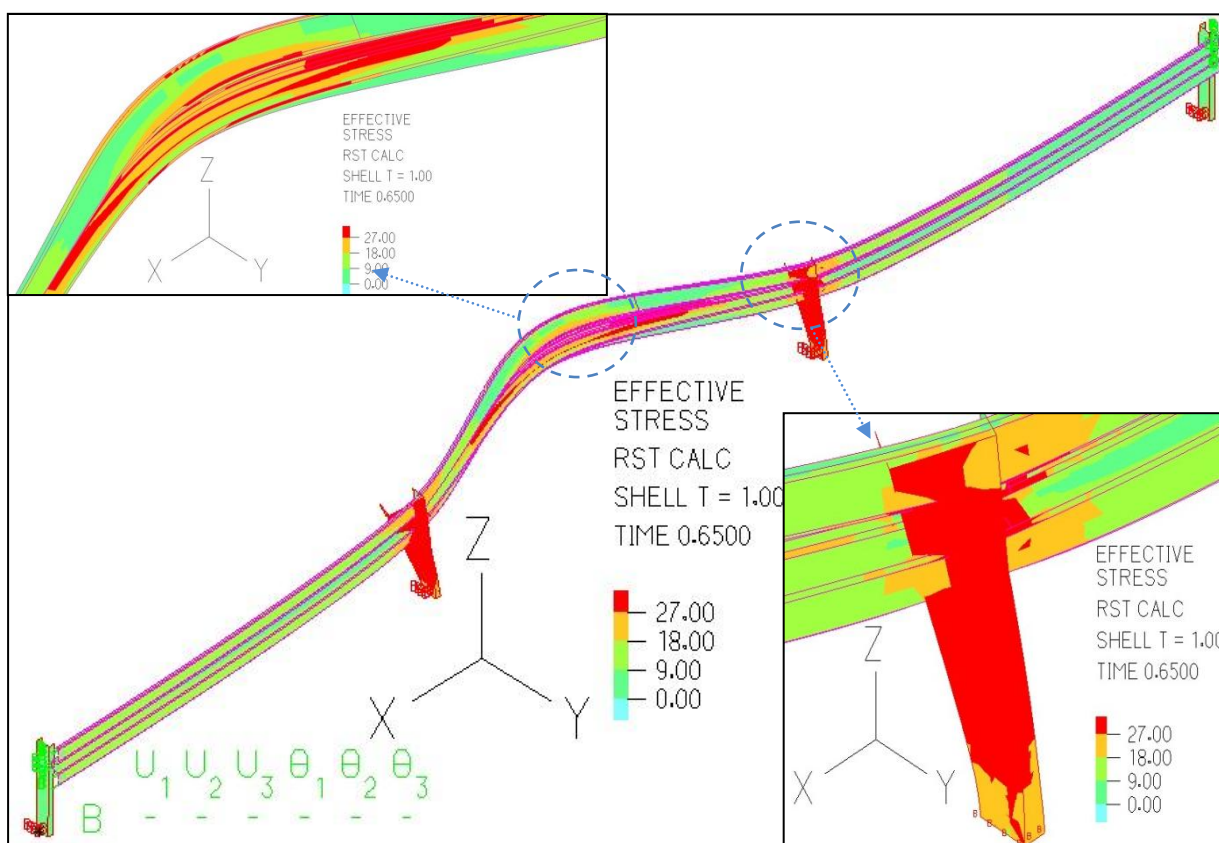 EFFECTIVE
STRESS
RST CALC
SHELL T = 1.00
TIME 0.6500
Z
X Y
27.00
18.00
9.00
0.00
EFFECTIVE
STRESS
RST CALC
SHELL T = 1.00
TIME 0.6500
Z
X Y
27.00
18.00
9.00
0.00
U₁ U₂ U₃ θ₁ θ₂ θ₃
B - - - - - -
EFFECTIVE
STRESS
RST CALC
SHELL T = 1.00
TIME 0.6500
Z
X Y
27.00
18.00
9.00
0.00
B B B B B